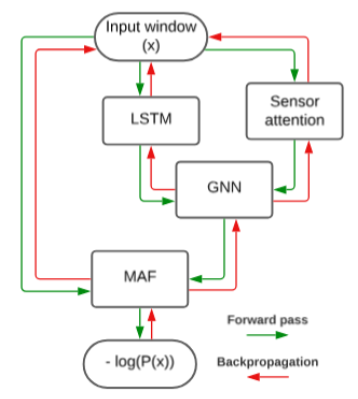 Input window
(x)
LSTM
Sensor
attention
GNN
MAF
- log(P(x))
Forward pass
Backpropagation